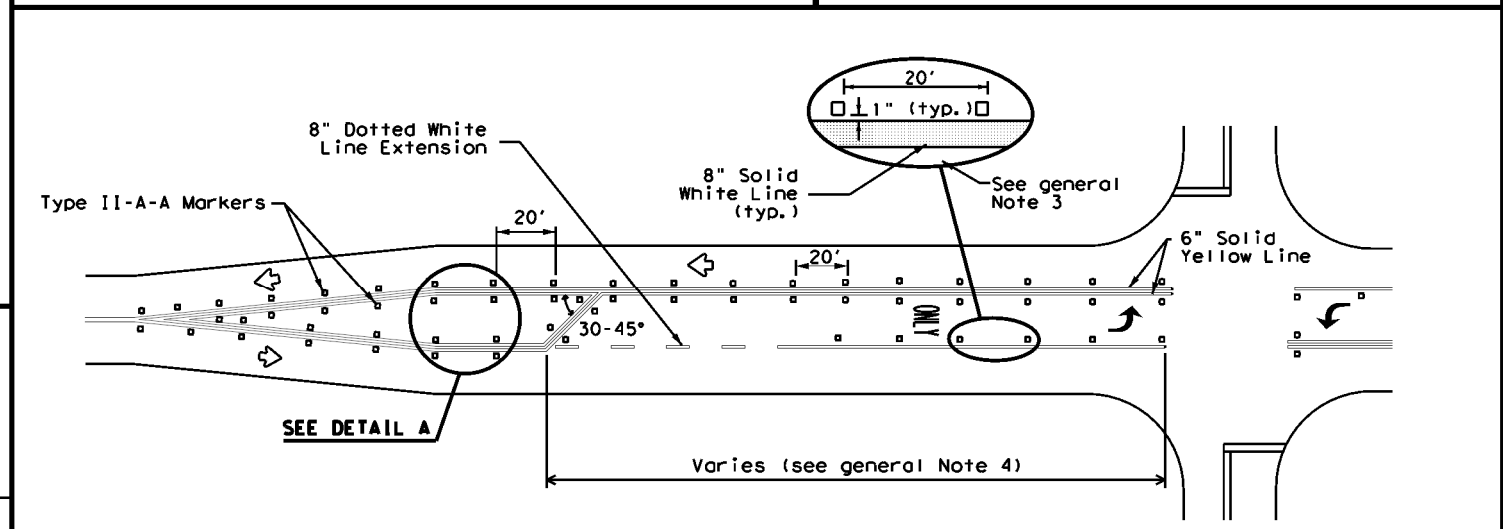 20'
1" (typ.)
8" Dotted White
Line Extension
8" Solid
White Line
(typ.)
See general
Note 3
Type II-A-A Markers
20'
20'
6" Solid
Yellow Line
ONLY
30-45°
SEE DETAIL A
Varies (see general Note 4)